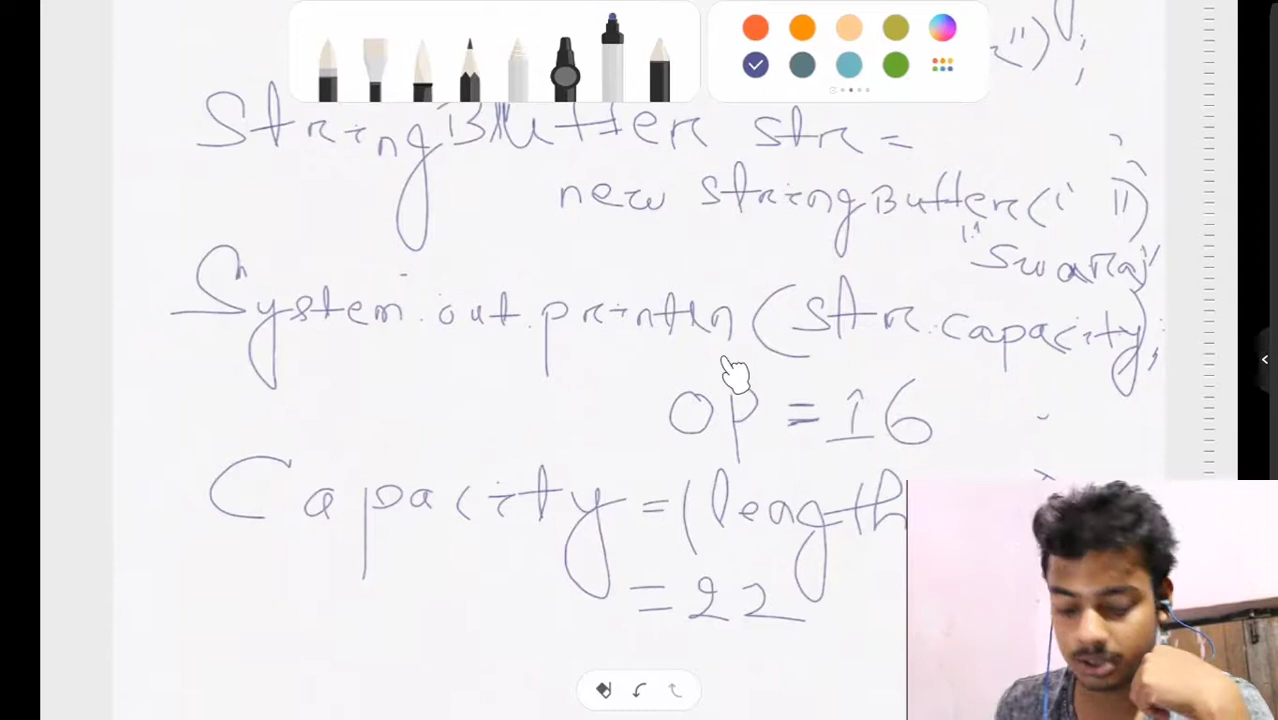 ");
StringBuffer str =
new stringBuffer(" ")
"Swaraj"
System.out.println(str.capacity);
OP = 16
Capacity = (length
= 22